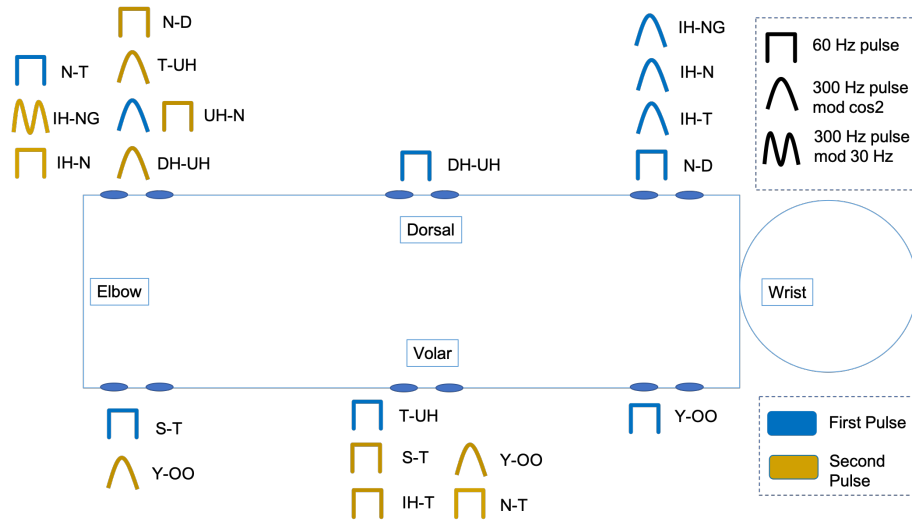 N-D
N-T
T-UH
IH-NG
UH-N
IH-N
DH-UH
DH-UH
IH-NG
IH-N
IH-T
N-D
60 Hz pulse
300 Hz pulse
mod cos2
300 Hz pulse
mod 30 Hz
Dorsal
Elbow
Wrist
Volar
S-T
Y-OO
T-UH
S-T
Y-OO
IH-T
N-T
Y-OO
First Pulse
Second
Pulse